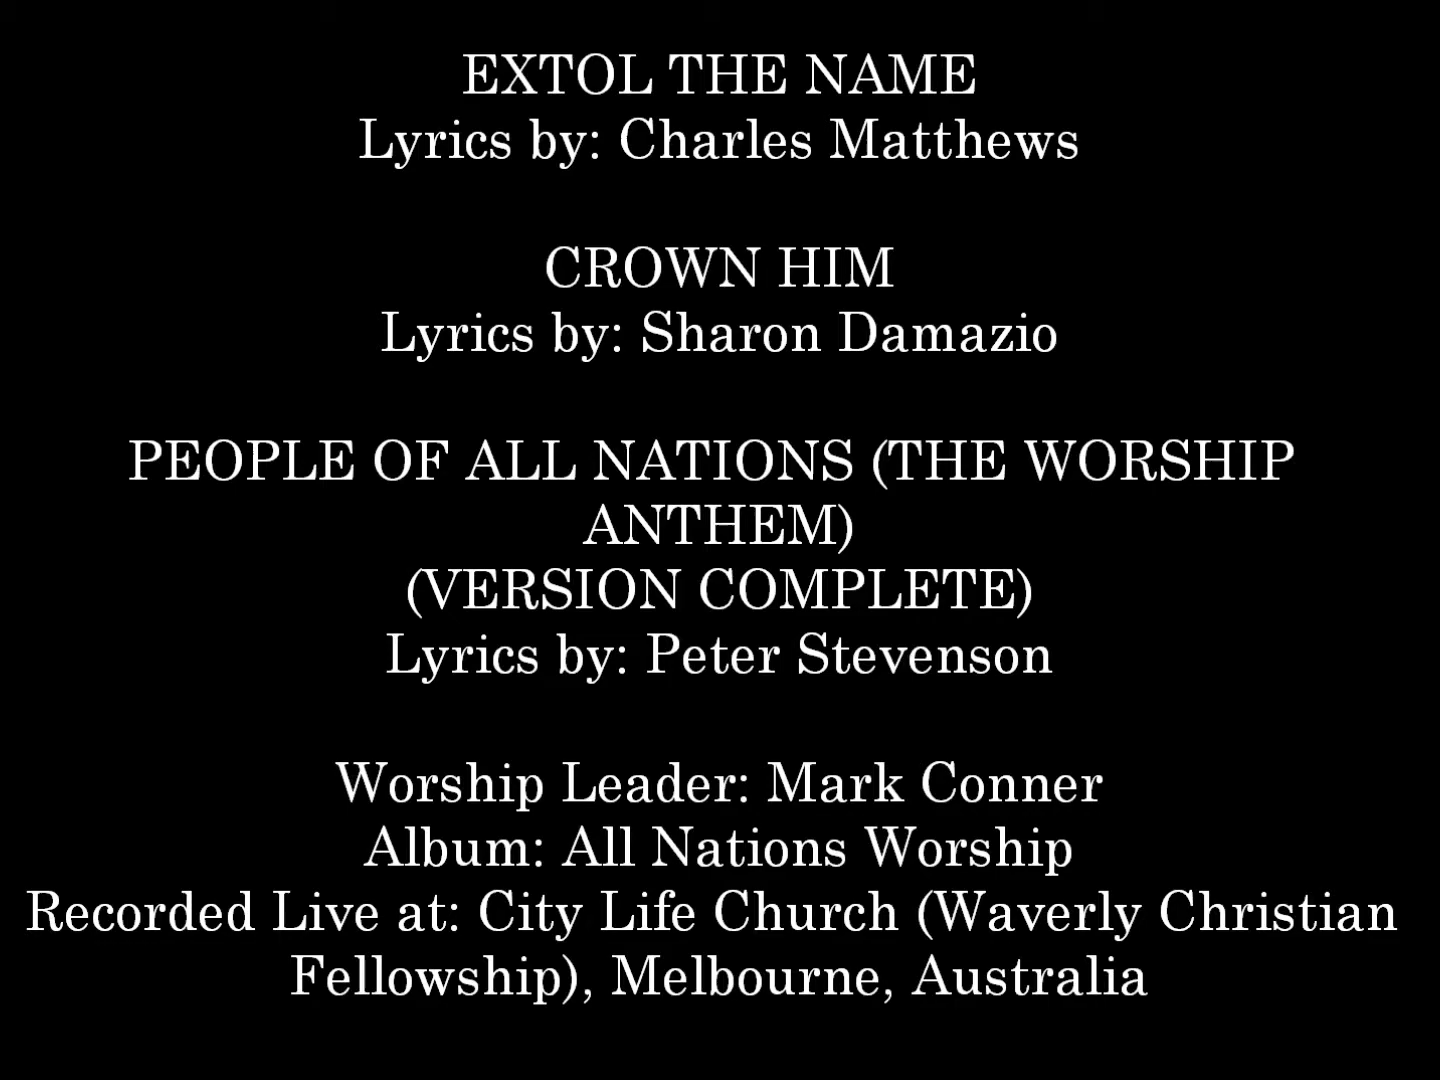 EXTOL THE NAME
Lyrics by: Charles Matthews
CROWN HIM
Lyrics by: Sharon Damazio
PEOPLE OF ALL NATIONS (THE WORSHIP
ANTHEM)
(VERSION COMPLETE)
Lyrics by: Peter Stevenson
Worship Leader: Mark Conner
Album: All Nations Worship
Recorded Live at: City Life Church (Waverly Christian
Fellowship), Melbourne, Australia